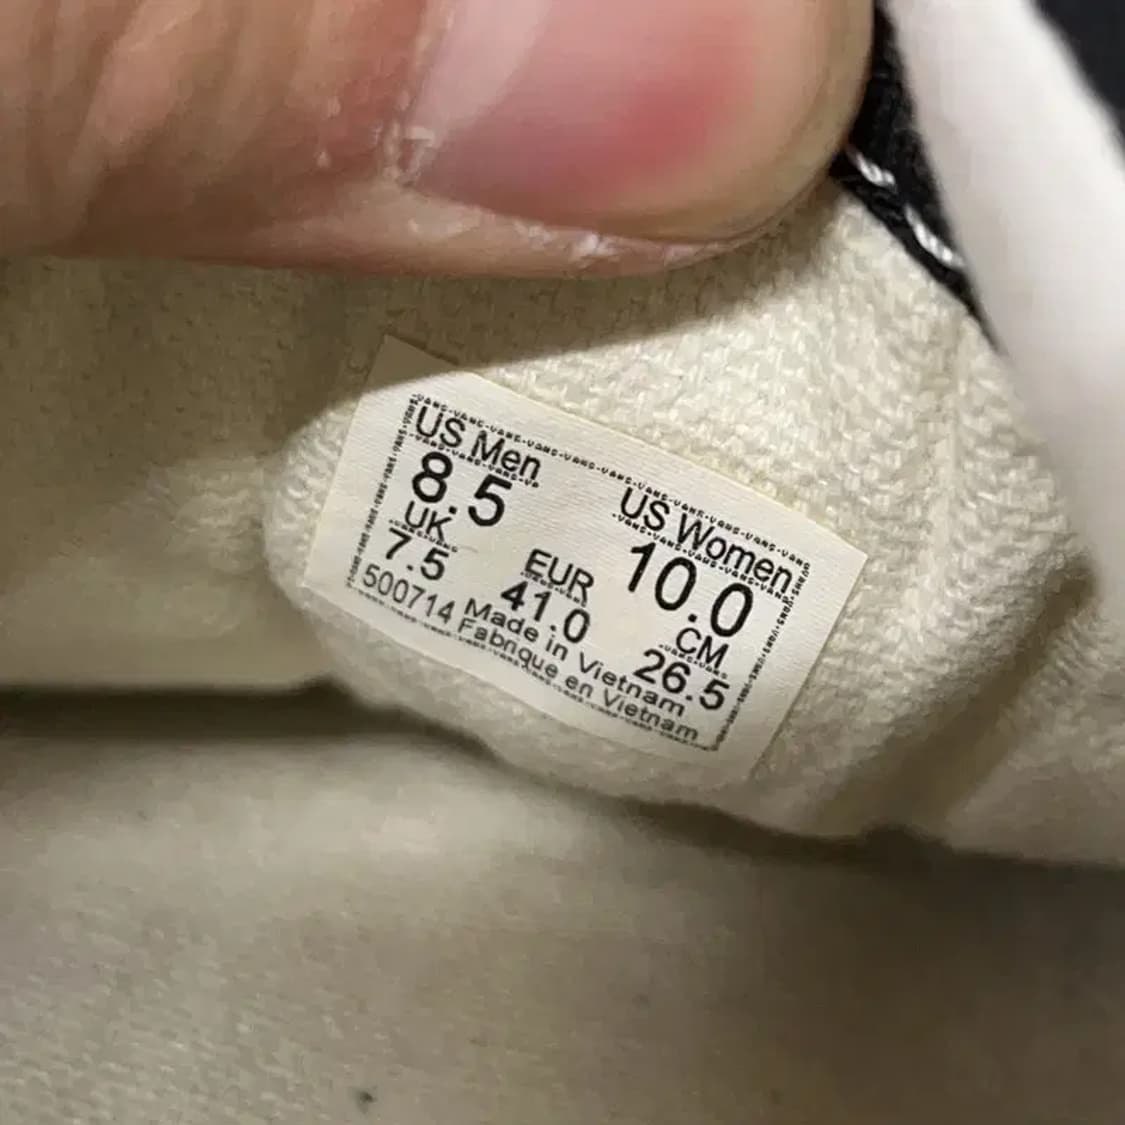 US Men
8.5
US Women
10.0
UK
7.5
EUR
41.0
CM
26.5
500714 Made in Vietnam
Fabrique en Vietnam